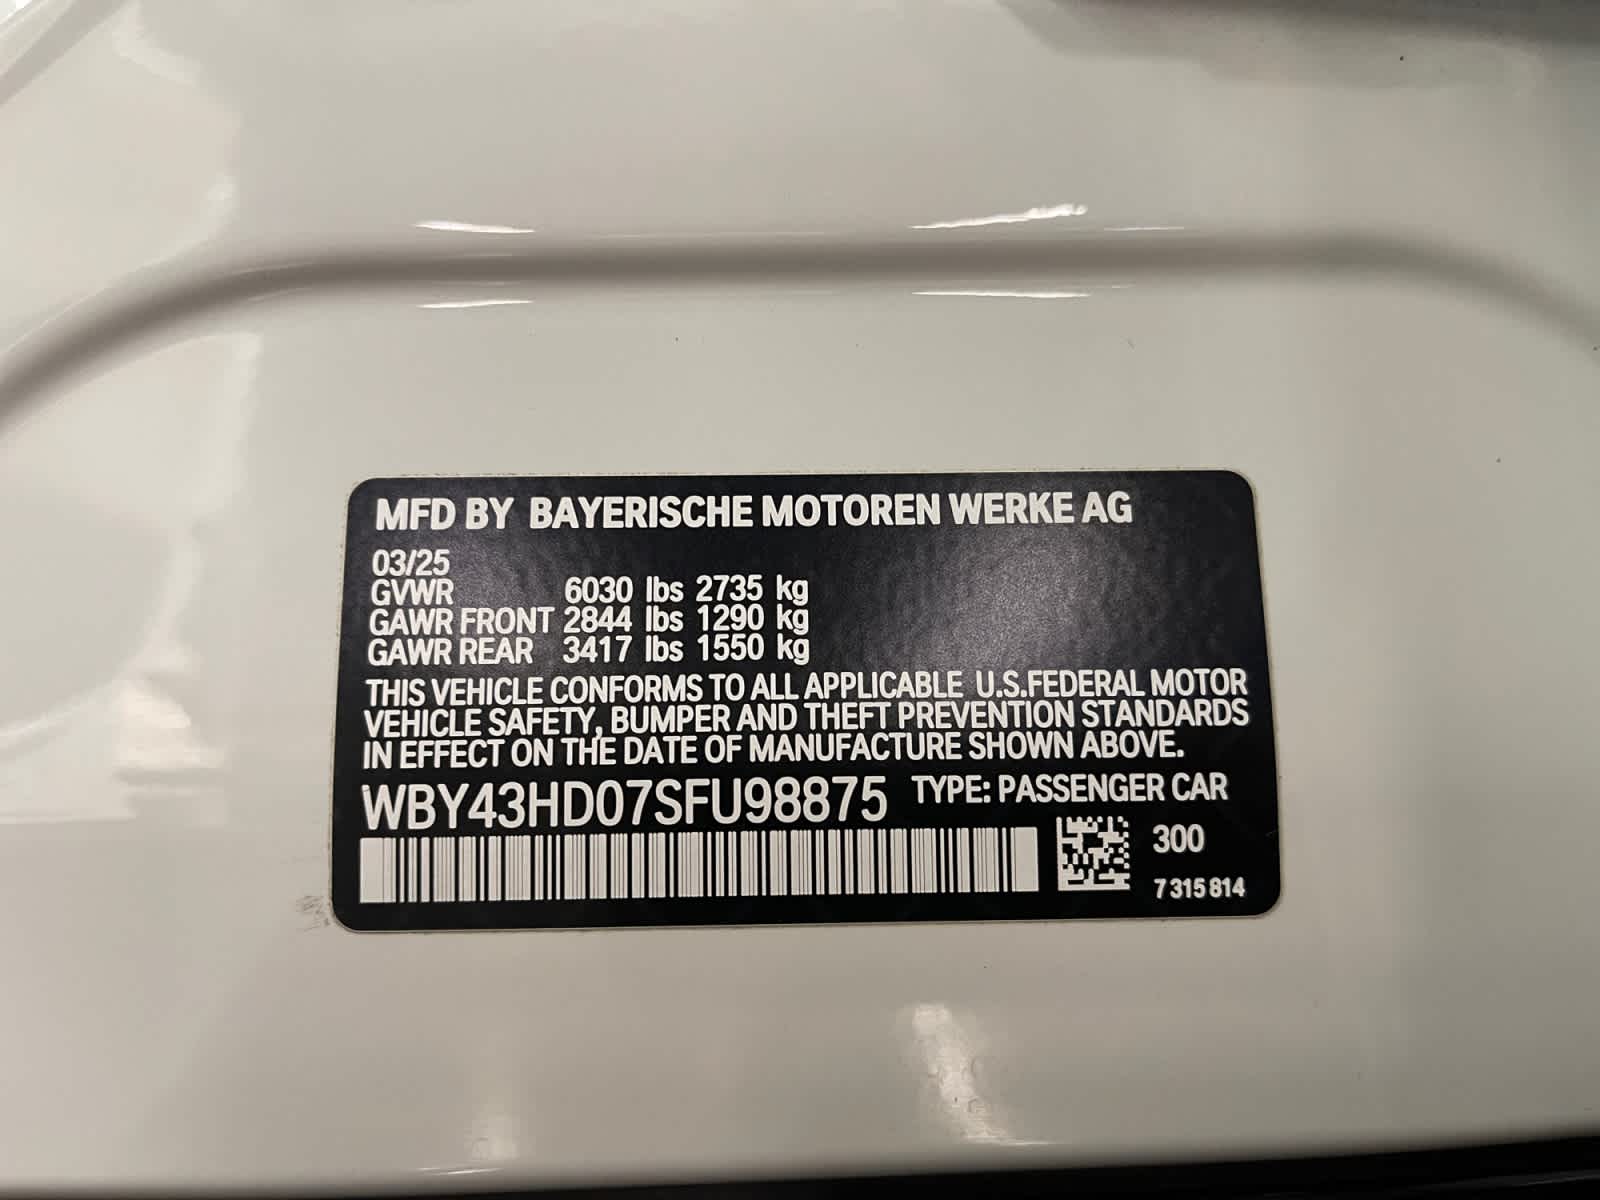 MFD BY BAYERISCHE MOTOREN WERKE AG
03/25
GVWR 6030 lbs 2735 kg
GAWR FRONT 2844 lbs 1290 kg
GAWR REAR 3417 lbs 1550 kg
THIS VEHICLE CONFORMS TO ALL APPLICABLE U.S.FEDERAL MOTOR
VEHICLE SAFETY, BUMPER AND THEFT PREVENTION STANDARDS
IN EFFECT ON THE DATE OF MANUFACTURE SHOWN ABOVE.
WBY43HD07SFU98875 TYPE: PASSENGER CAR
300
7 315 814